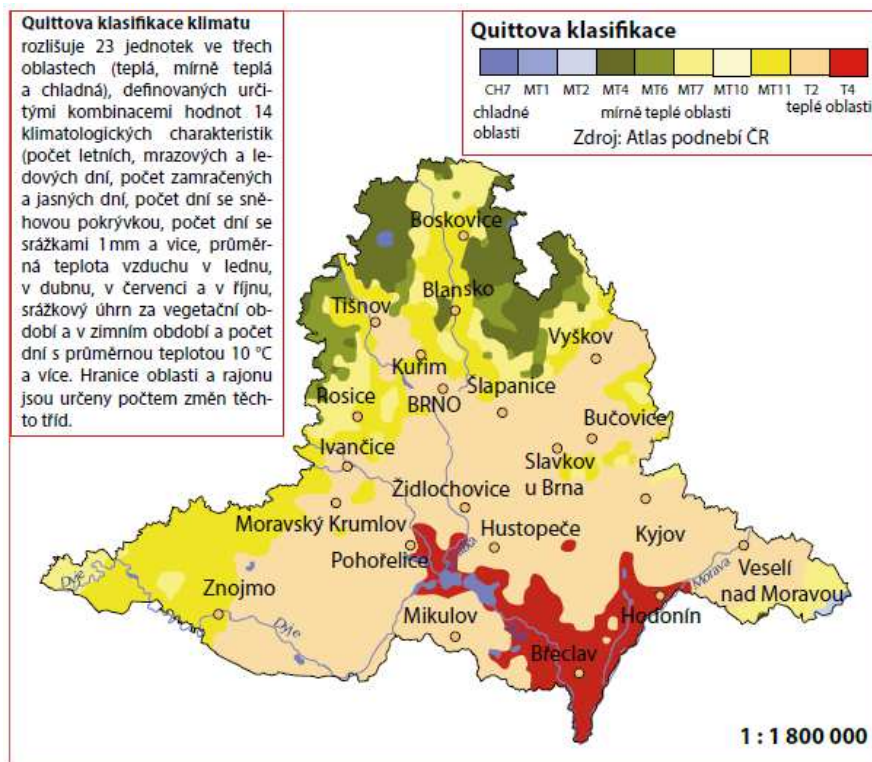 Quittova klasifikace klimatu
rozlišuje 23 jednotek ve třech
oblastech (teplá, mírně teplá
a chladná), definovaných urči-
tými kombinacemi hodnot 14
klimatologických charakteristik
(počet letních, mrazových a le-
dových dní, počet zamračených
a jasných dní, počet dní se sně-
hovou pokrývkou, počet dní se
srážkami 1mm a vice, průměr-
ná teplota vzduchu v lednu,
v dubnu, v červenci a v říjnu,
srážkový úhrn za vegetační ob-
dobí a v zimním období a počet
dní s průměrnou teplotou 10 °C
a více. Hranice oblasti a rajonu
jsou určeny počtem změn těch-
to tříd.
Quittova klasifikace
CH7 MT1 MT2 MT4 MT6 MT7 MT10 MT11 T2 T4
chladné oblasti
mírně teplé oblasti
teplé oblasti
Zdroj: Atlas podnebí ČR
Boskovice
Blansko
Tišnov
Vyškov
Kuřim
Šlapanice
BRNO
Rosice
Bučovice
Ivančice
Slavkov
u Brna
Židlochovice
Moravský Krumlov
Hustopeče
Kyjov
Pohořelice
Veselí
nad Moravou
Morava
Dyje
Znojmo
Hodonín
Dyje
Mikulov
Břeclav
1 : 1 800 000